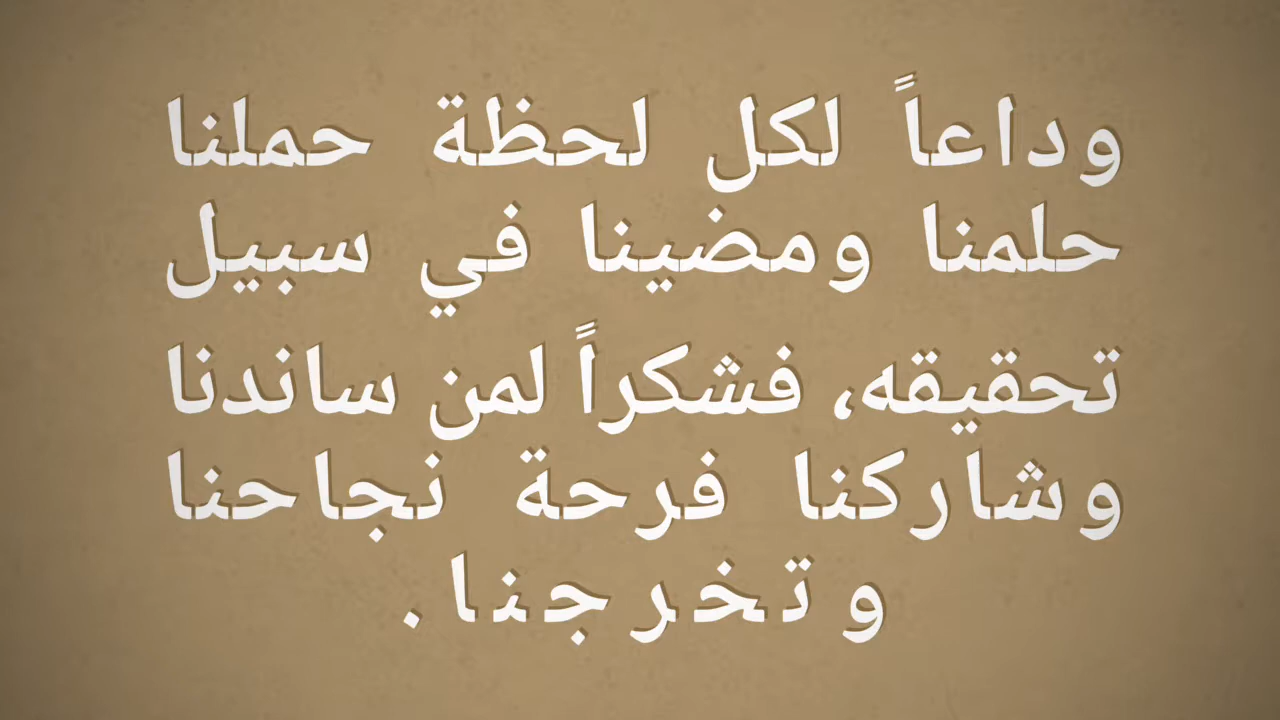 وداعاً لكل لحظة حملنا
حلمنا ومضينا في سبيل
تحقيقه، فشكراً لمن ساندنا
وشاركنا فرحة نجاحنا
وتخرجنا.